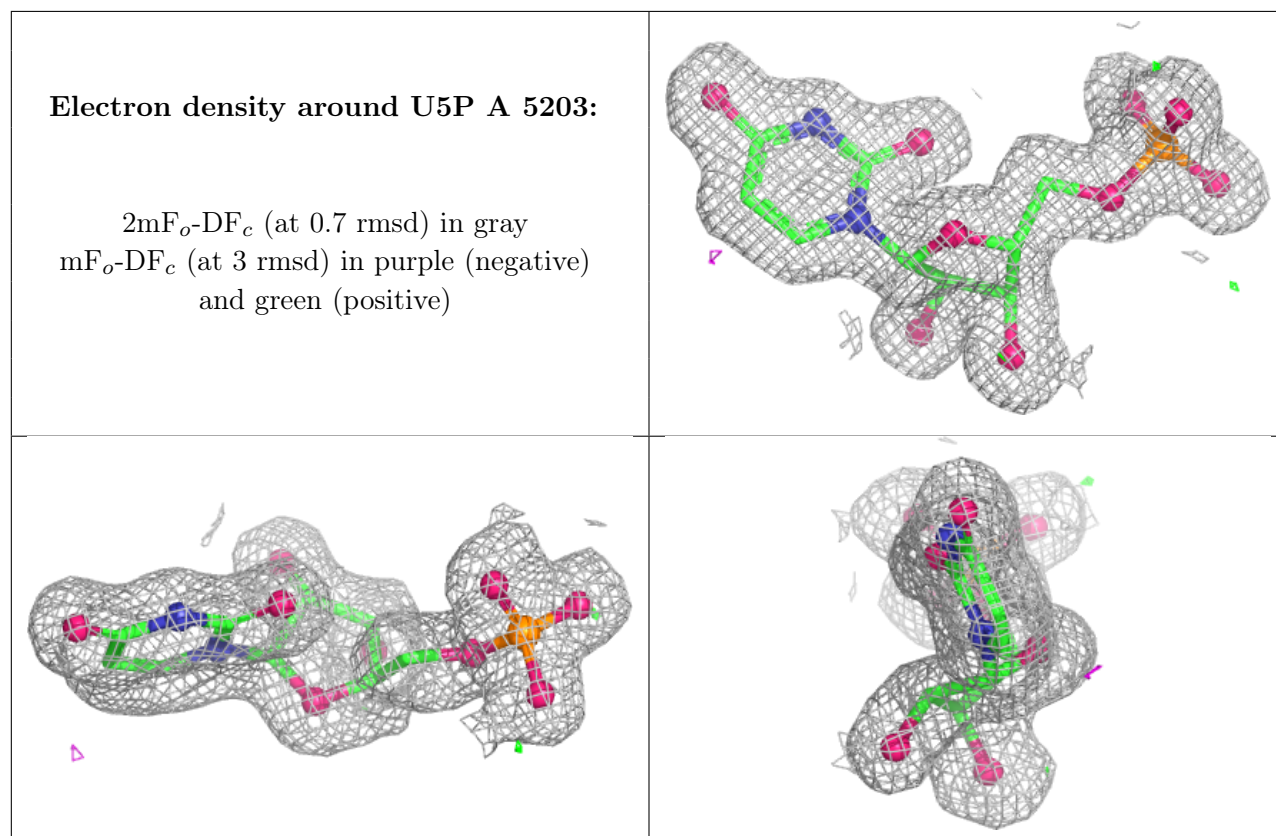 Electron density around U5P A 5203:
2mFo-DFc (at 0.7 rmsd) in gray
mFo-DFc (at 3 rmsd) in purple (negative)
and green (positive)